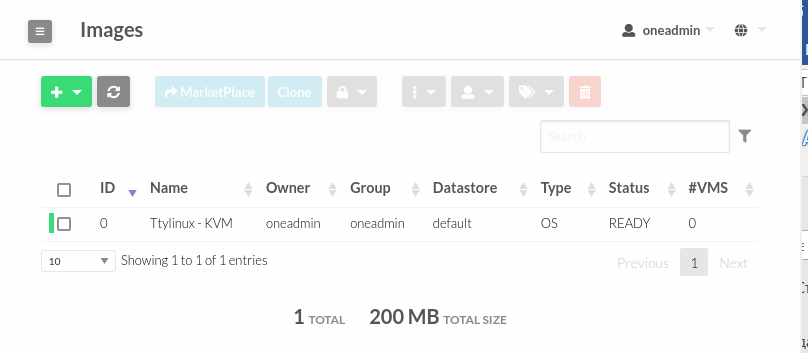 Images
oneadmin
MarketPlace Clone
Search
ID Name Owner Group Datastore Type Status #VMS
0 Ttylinux - KVM oneadmin oneadmin default OS READY 0
10 Showing 1 to 1 of 1 entries Previous 1 Next
1 TOTAL 200 MB TOTAL SIZE